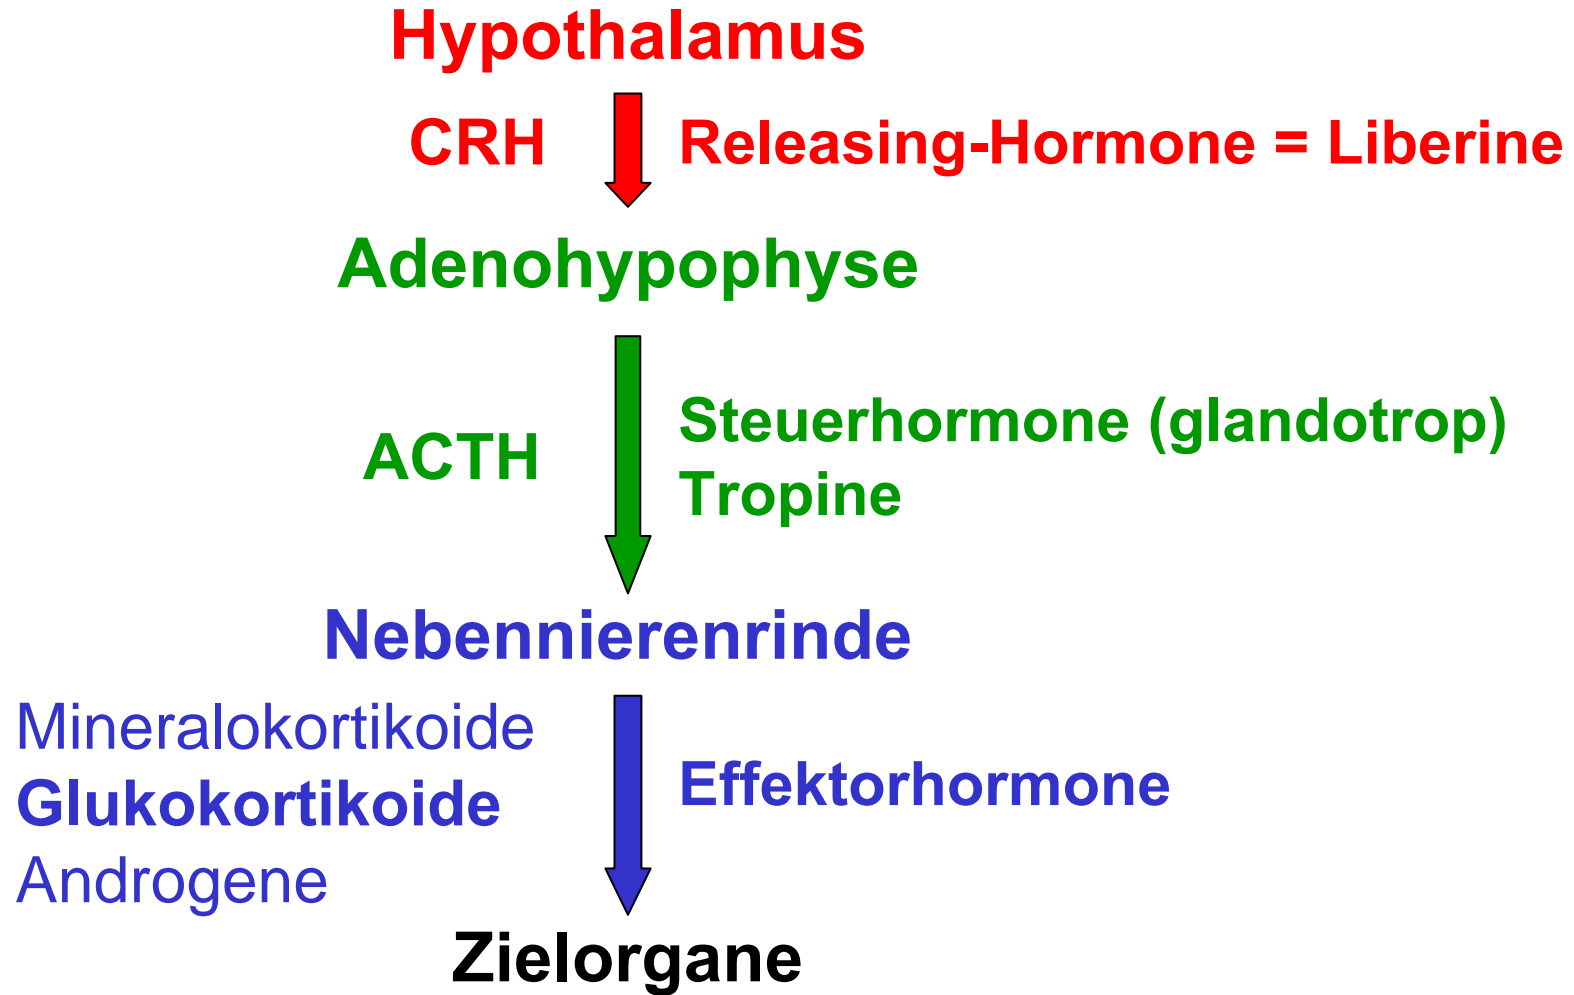 Hypothalamus
CRH
Releasing-Hormone = Liberine
Adenohypophyse
ACTH
Steuerhormone (glandotrop)
Tropine
Nebennierenrinde
Mineralokortikoide
Glukokortikoide
Androgene
Effektorhormone
Zielorgane